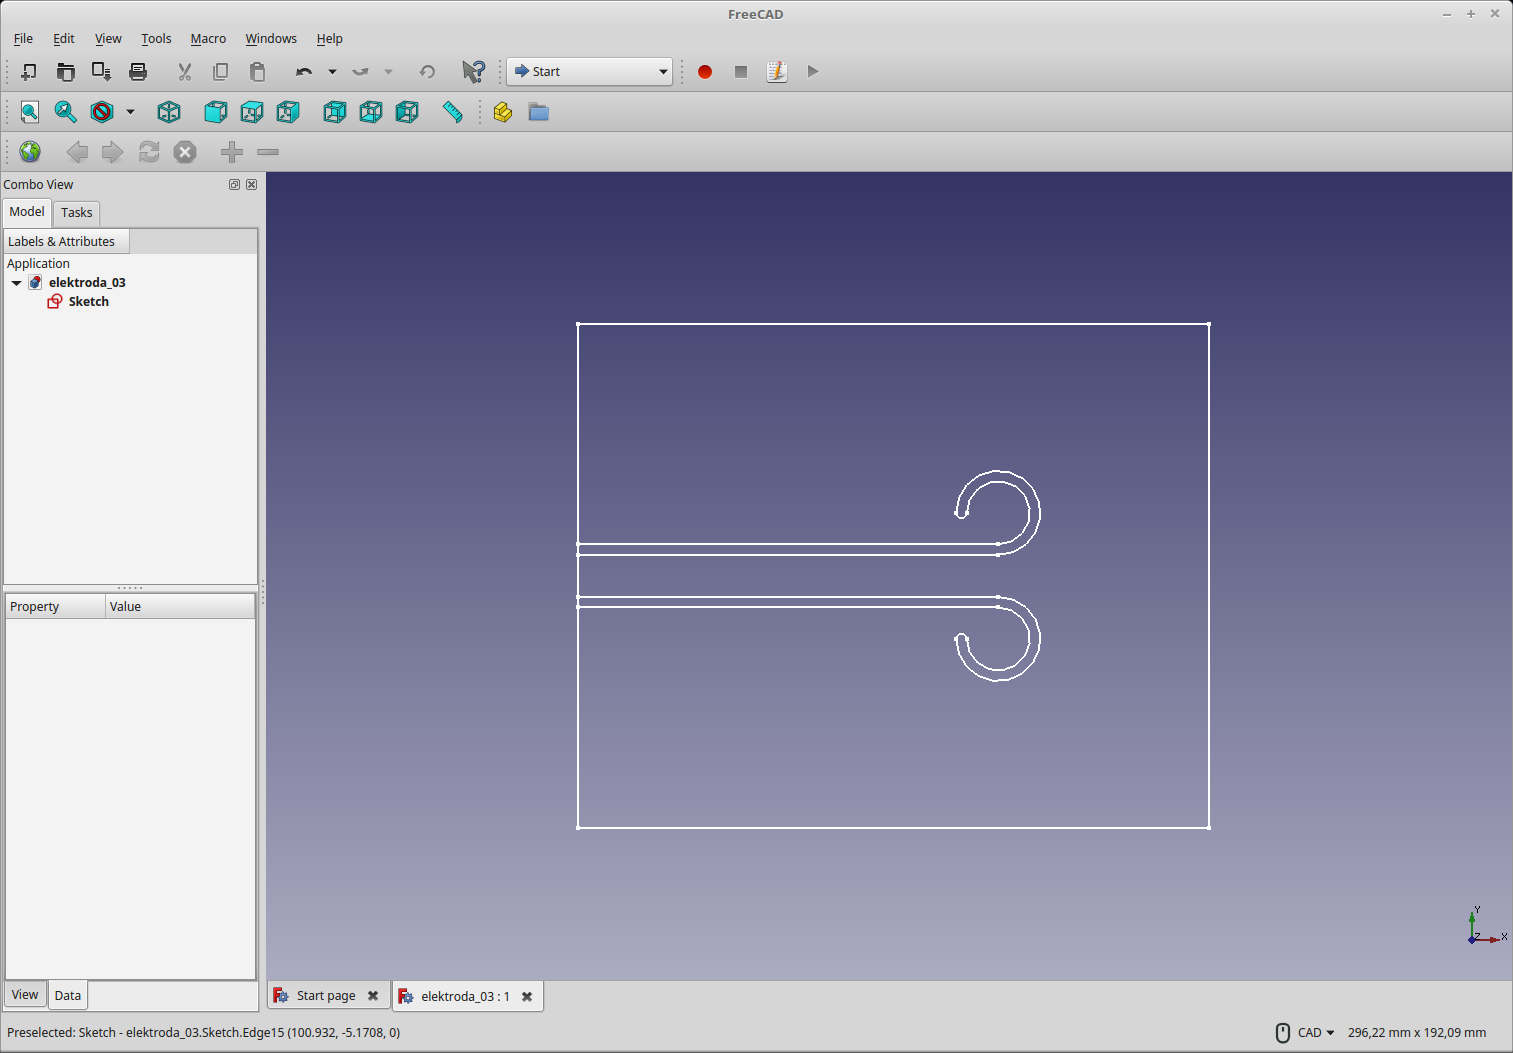 FreeCAD
File Edit View Tools Macro Windows Help
Start
Combo View
Model Tasks
Labels & Attributes
Application
elektroda_03
Sketch
Property Value
View Data
Y
Z X
Start page elektroda_03 : 1
Preselected: Sketch - elektroda_03.Sketch.Edge15 (100.932, -5.1708, 0) CAD 296,22 mm x 192,09 mm